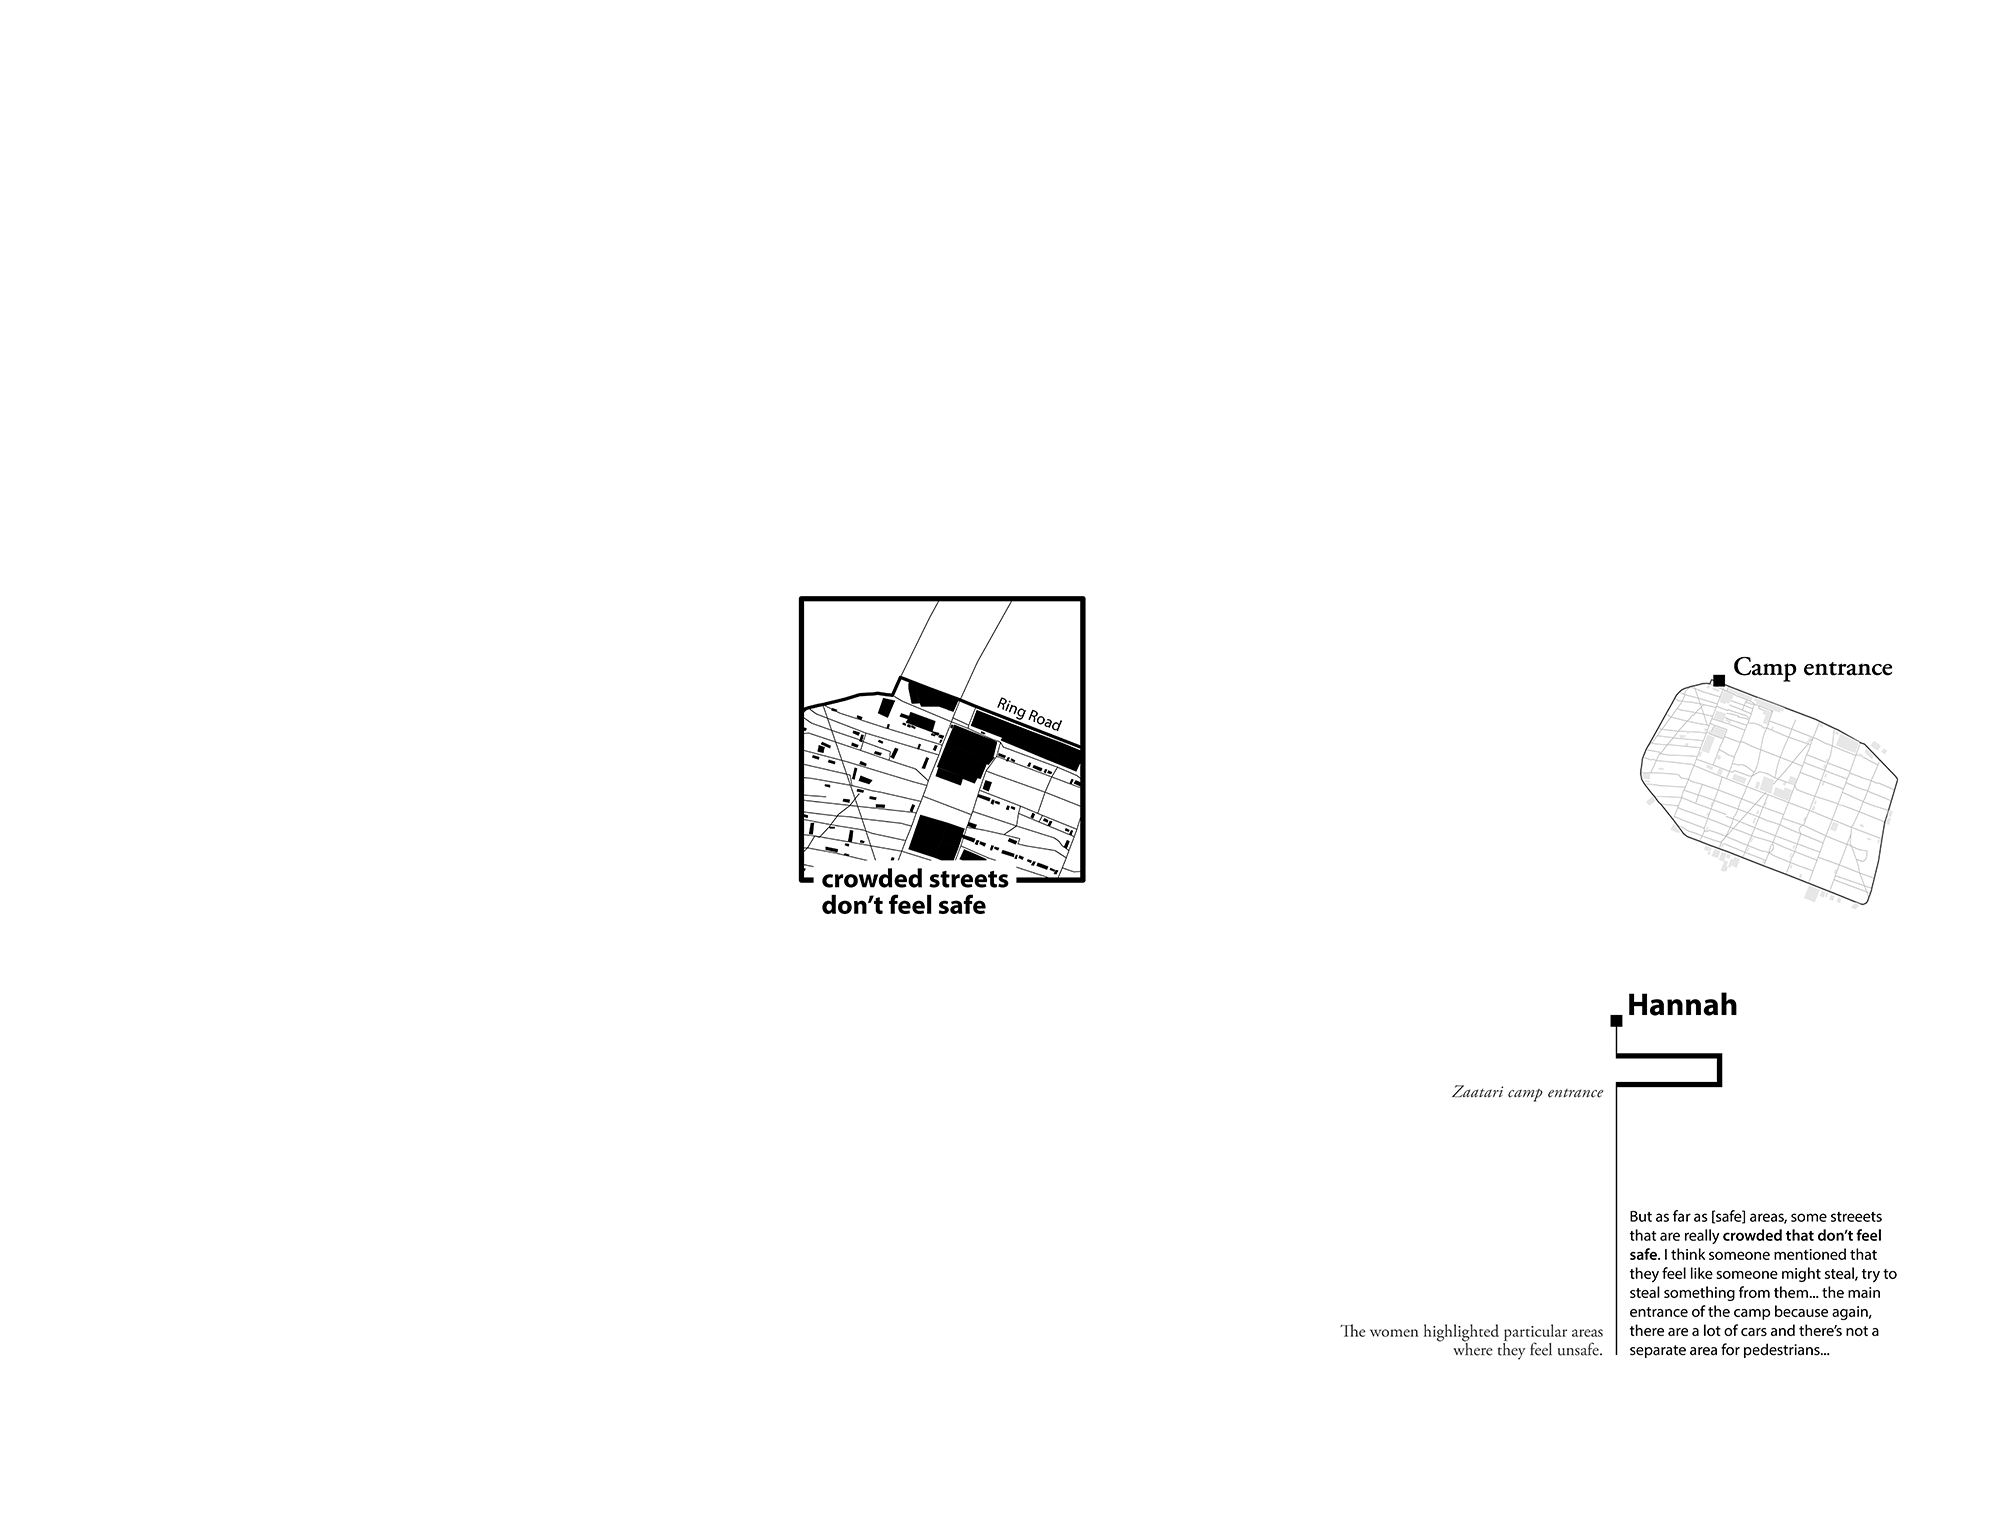 Ring Road
crowded streets
don’t feel safe
Camp entrance
Hannah
Zaatari camp entrance
But as far as [safe] areas, some streeets
that are really crowded that don’t feel
safe. I think someone mentioned that
they feel like someone might steal, try to
steal something from them... the main
entrance of the camp because again,
there are a lot of cars and there’s not a
separate area for pedestrians...
The women highlighted particular areas
where they feel unsafe.